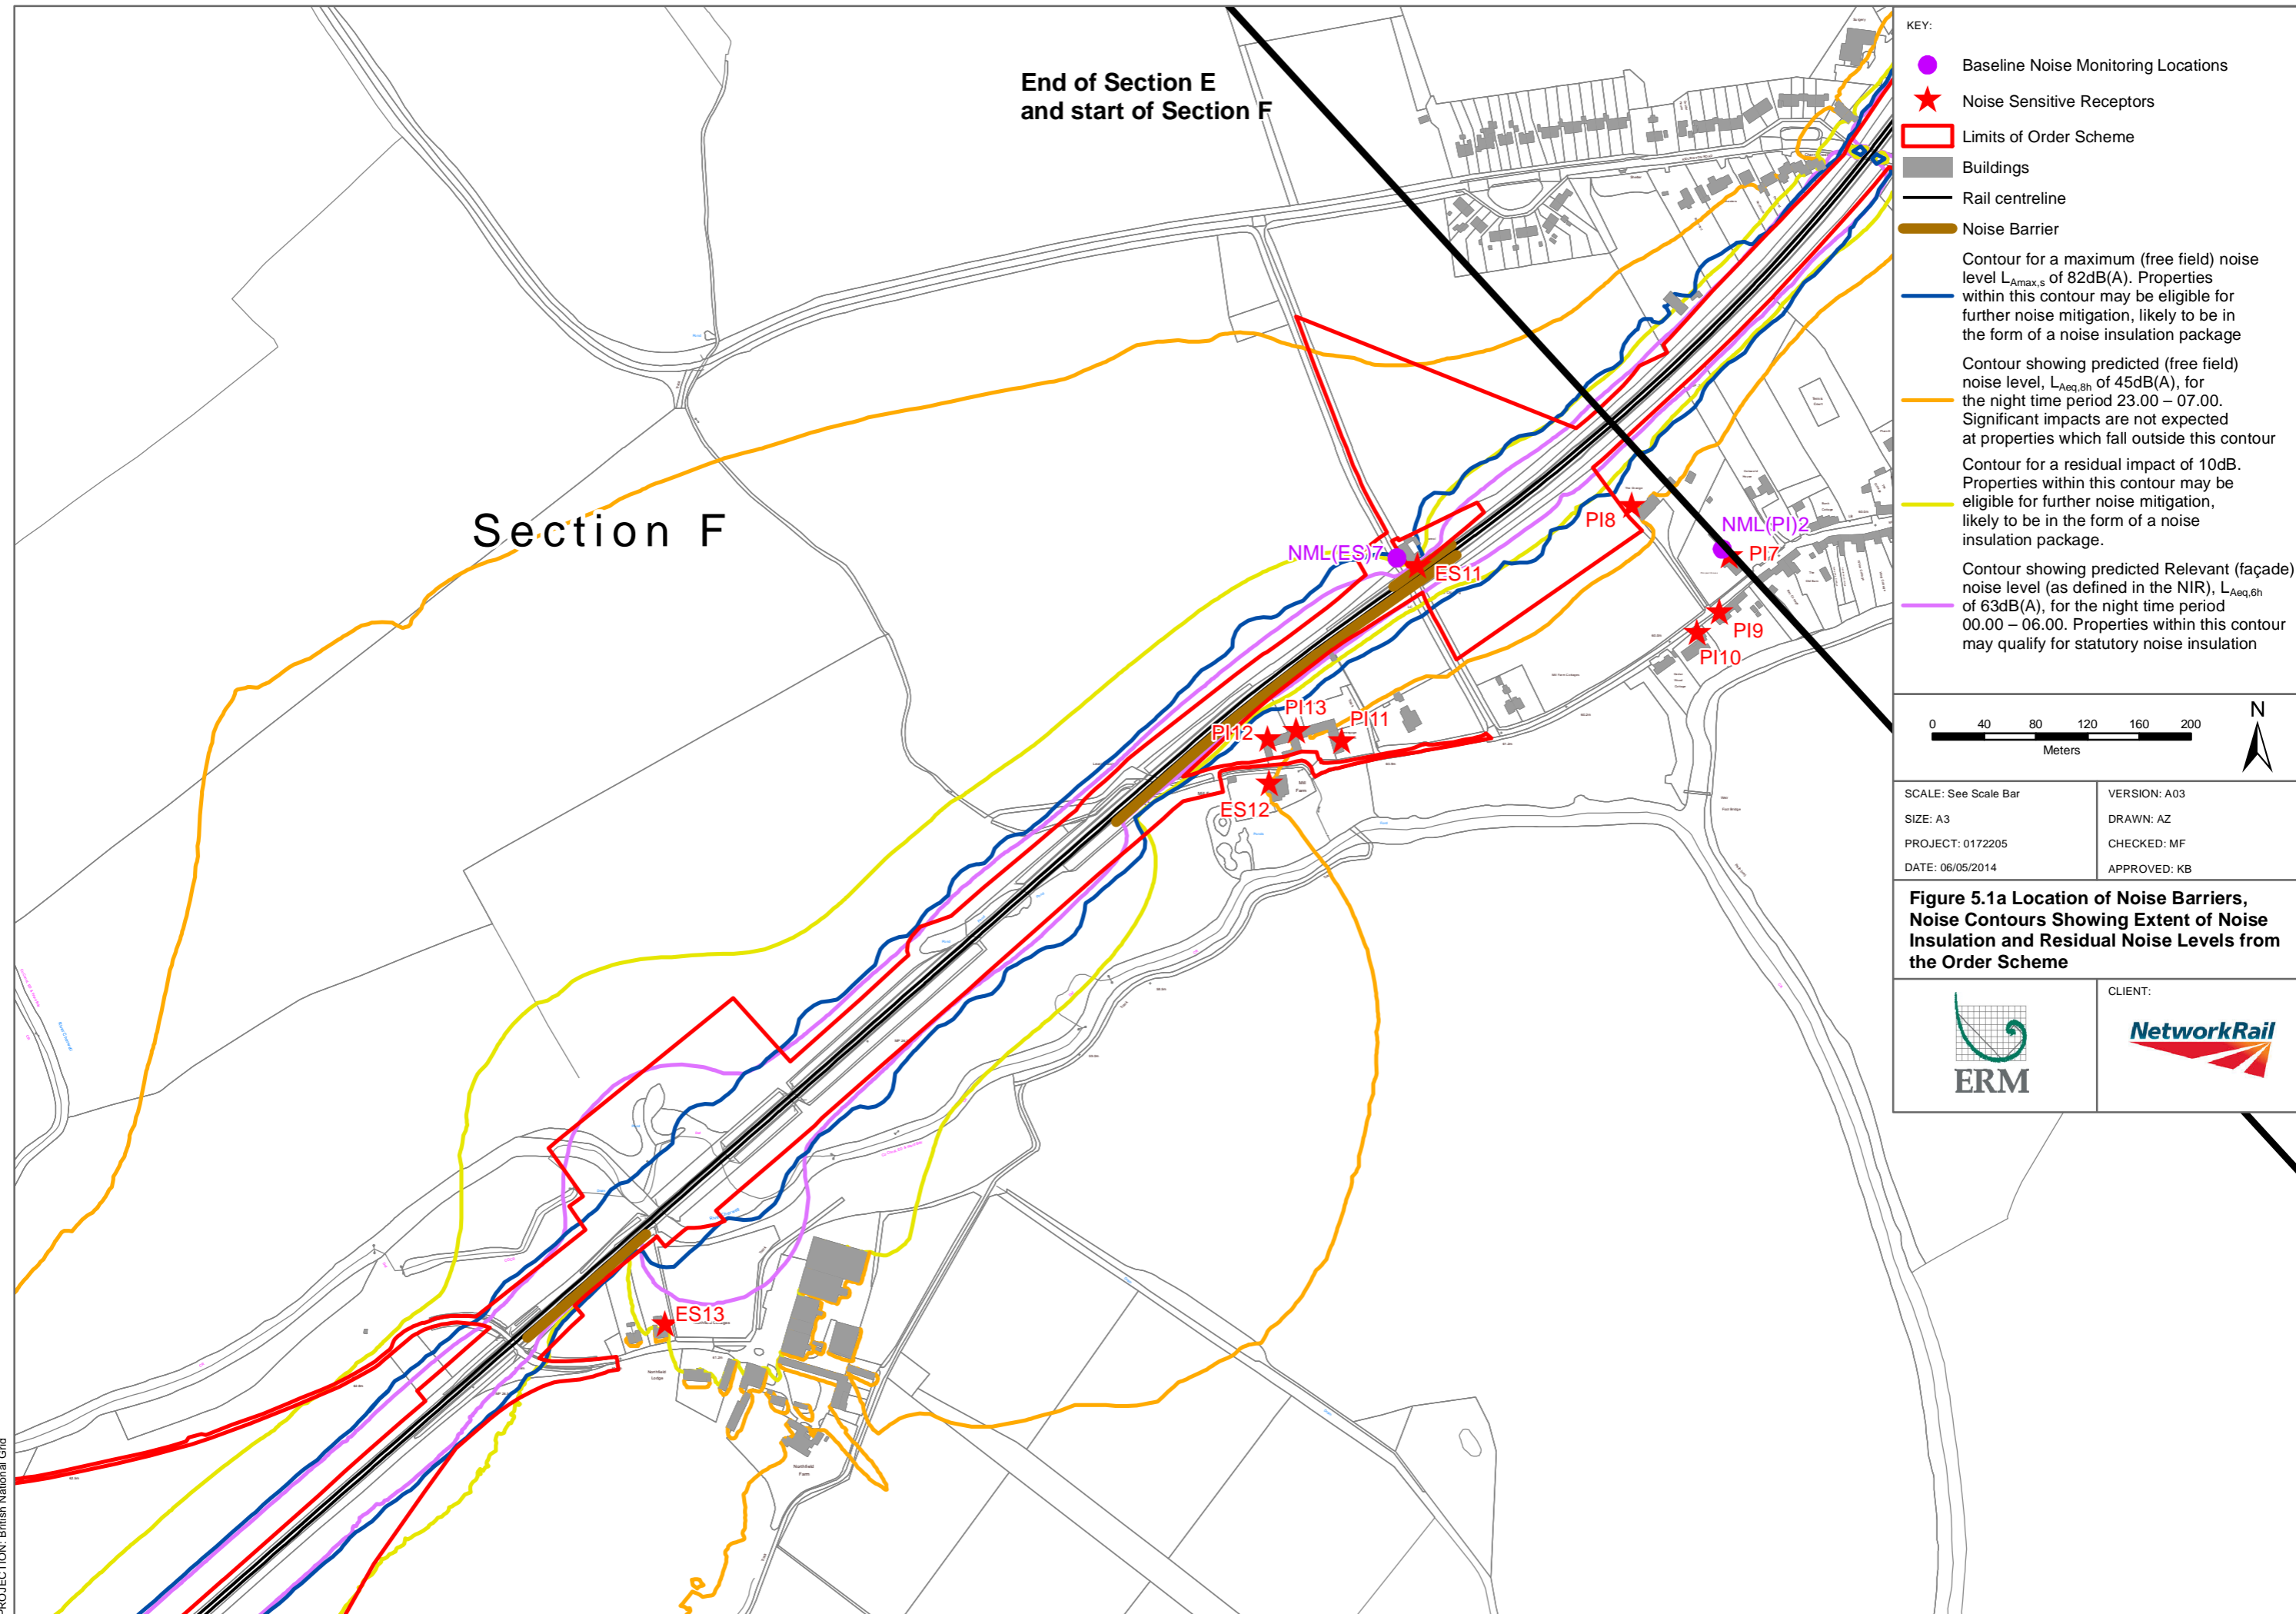 End of Section E
and start of Section F
Section F
NML(ES)7
ES11
PI8
NML(PI)2
PI7
PI9
PI10
PI13
PI11
PI12
ES12
ES13
Northfield
Lodge
Northfield
Farm
Mill
Farm
KEY:
Baseline Noise Monitoring Locations
Noise Sensitive Receptors
Limits of Order Scheme
Buildings
Rail centreline
Noise Barrier
Contour for a maximum (free field) noise
level LAmax,s of 82dB(A). Properties
within this contour may be eligible for
further noise mitigation, likely to be in
the form of a noise insulation package
Contour showing predicted (free field)
noise level, LAeq,8h of 45dB(A), for
the night time period 23.00 – 07.00.
Significant impacts are not expected
at properties which fall outside this contour
Contour for a residual impact of 10dB.
Properties within this contour may be
eligible for further noise mitigation,
likely to be in the form of a noise
insulation package.
Contour showing predicted Relevant (façade)
noise level (as defined in the NIR), LAeq,6h
of 63dB(A), for the night time period
00.00 – 06.00. Properties within this contour
may qualify for statutory noise insulation
0 40 80 120 160 200
Meters
N
SCALE: See Scale Bar
SIZE: A3
PROJECT: 0172205
DATE: 06/05/2014
VERSION: A03
DRAWN: AZ
CHECKED: MF
APPROVED: KB
Figure 5.1a Location of Noise Barriers,
Noise Contours Showing Extent of Noise
Insulation and Residual Noise Levels from
the Order Scheme
ERM
CLIENT:
NetworkRail
PROJECTION: British National Grid